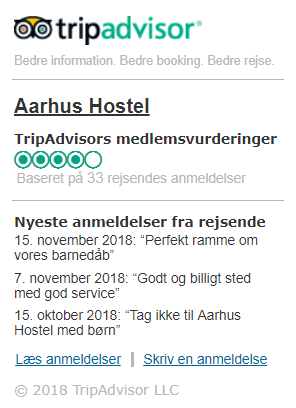 tripadvisor®
Bedre information. Bedre booking. Bedre rejse.
Aarhus Hostel
TripAdvisors medlemsvurderinger
Baseret på 33 rejsendes anmeldelser
Nyeste anmeldelser fra rejsende
15. november 2018: “Perfekt ramme om
vores barnedåb”
7. november 2018: “Godt og billigt sted
med god service”
15. oktober 2018: “Tag ikke til Aarhus
Hostel med børn”
Læs anmeldelser | Skriv en anmeldelse
© 2018 TripAdvisor LLC